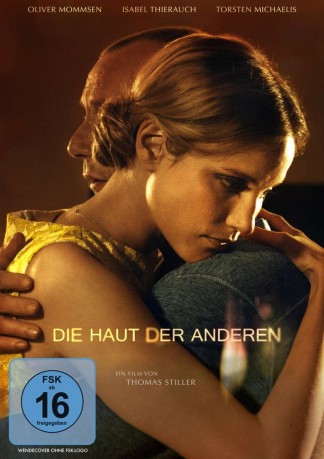 OLIVER MOMMSEN ISABEL THIERAUCH TORSTEN MICHAELIS
DIE HAUT DER ANDEREN
EIN FILM VON
THOMAS STILLER
FSK
ab
16
freigegeben
WENDECOVER OHNE FSK-LOGO